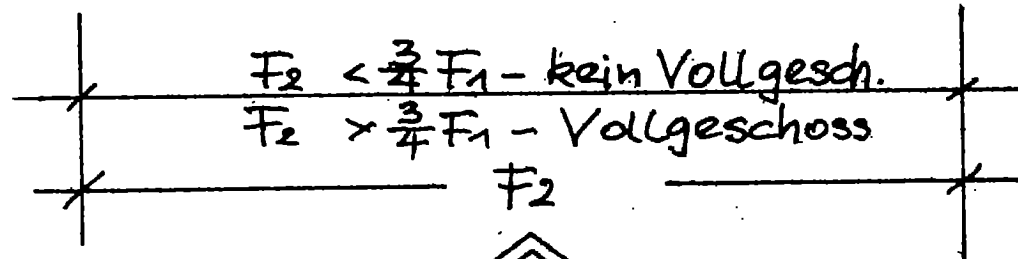 F2 < 3/4 F1 - kein Vollgesch.
F2 > 3/4 F1 - Vollgeschoss
F2